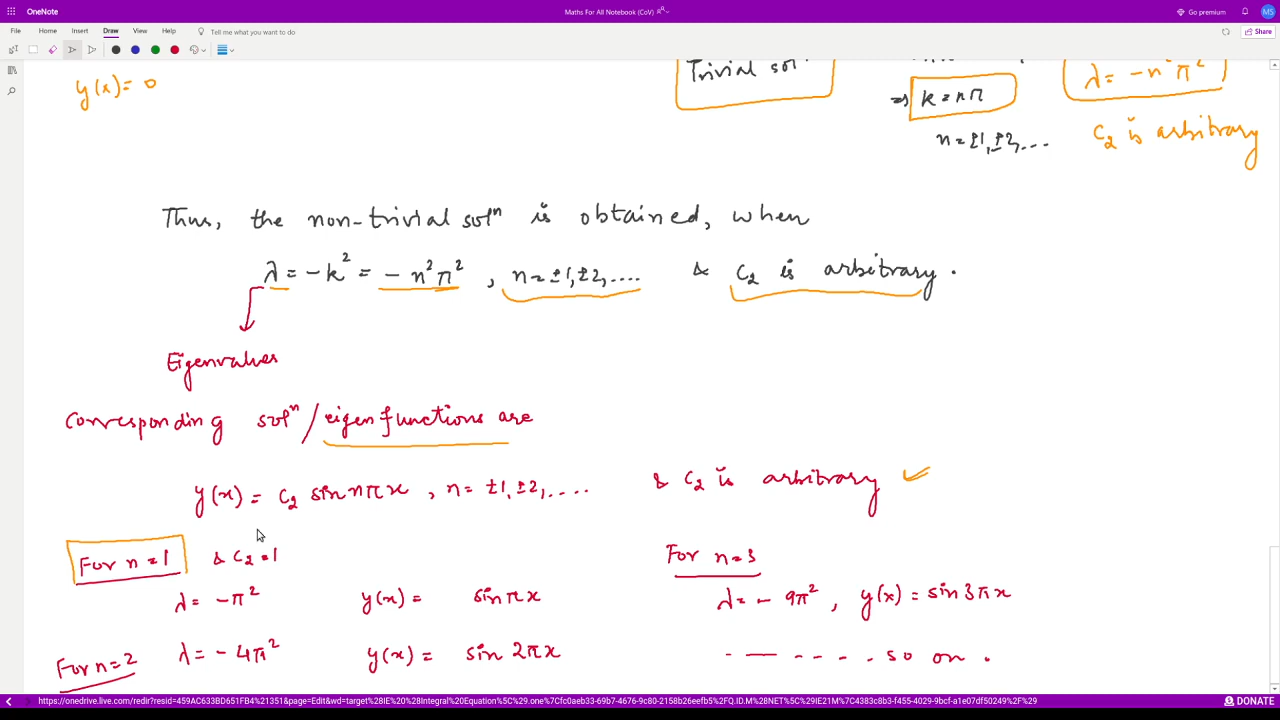 OneNote
Maths For All Notebook (CoV)
Go premium
MS
File Home Insert Draw View Help Tell me what you want to do
Share
y(x) = 0
Trivial solⁿ
λ = -n²π²
⇒ k = nπ
n = ±1, ±2, ....
C₂ is arbitrary
Thus, the non-trivial solⁿ is obtained, when
λ = -k² = -n²π² , n = ±1, ±2, .... & C₂ is arbitrary.
Eigenvalues
Corresponding solⁿ/eigenfunctions are
y(x) = C₂ sin nπx , n = ±1, ±2, .... & C₂ is arbitrary
For n=1 & C₂=1
λ = -π² y(x) = sin πx
For n=2 λ = -4π² y(x) = sin 2πx
For n=3
λ = -9π² , y(x) = sin 3πx
so on.
DONATE